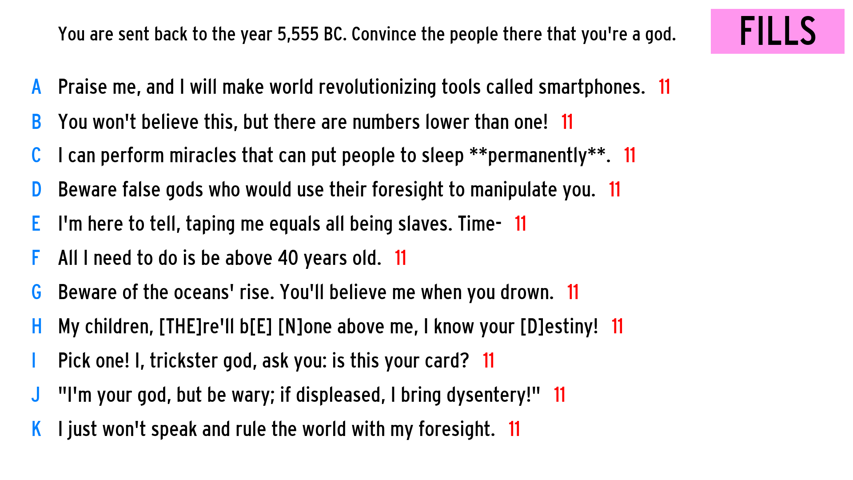 You are sent back to the year 5,555 BC. Convince the people there that you're a god.
FILLS
A Praise me, and I will make world revolutionizing tools called smartphones. 11
B You won't believe this, but there are numbers lower than one! 11
C I can perform miracles that can put people to sleep **permanently**. 11
D Beware false gods who would use their foresight to manipulate you. 11
E I'm here to tell, taping me equals all being slaves. Time- 11
F All I need to do is be above 40 years old. 11
G Beware of the oceans' rise. You'll believe me when you drown. 11
H My children, [THE]re'll b[E] [N]one above me, I know your [D]estiny! 11
I Pick one! I, trickster god, ask you: is this your card? 11
J "I'm your god, but be wary; if displeased, I bring dysentery!" 11
K I just won't speak and rule the world with my foresight. 11